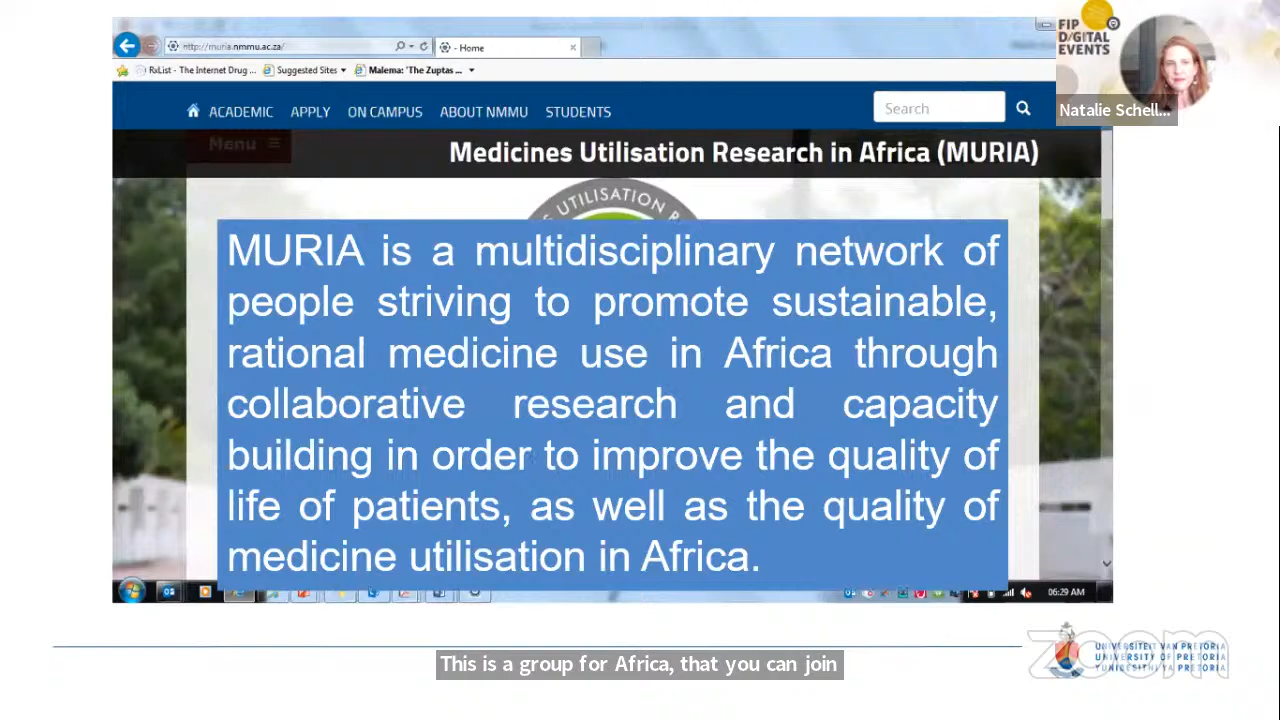 FIP
D/GITAL
EVENTS
Natalie Schell...
http://muria.nmmu.ac.za/
- Home
RxList - The Internet Drug ...
Suggested Sites
Malema: 'The Zuptas ...
ACADEMIC
APPLY
ON CAMPUS
ABOUT NMMU
STUDENTS
Search
Menu
Medicines Utilisation Research in Africa (MURIA)
S UTILISATION R
MURIA is a multidisciplinary network of
people striving to promote sustainable,
rational medicine use in Africa through
collaborative research and capacity
building in order to improve the quality of
life of patients, as well as the quality of
medicine utilisation in Africa.
06:29 AM
This is a group for Africa, that you can join
zoom
UNIVERSITEIT VAN PRETORIA
UNIVERSITY OF PRETORIA
YUNIBESITHI YA PRETORIA